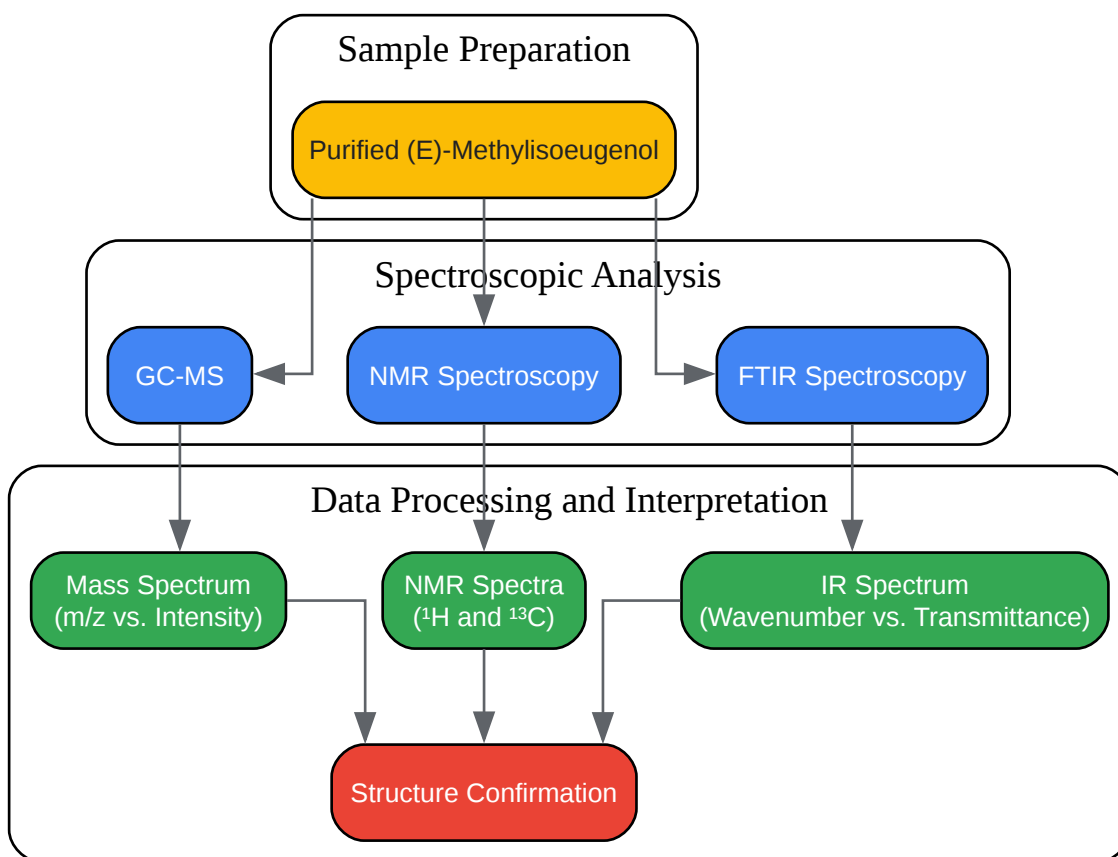 Sample Preparation
Purified (E)-Methylisoeugenol
Spectroscopic Analysis
GC-MS
NMR Spectroscopy
FTIR Spectroscopy
Data Processing and Interpretation
Mass Spectrum
(m/z vs. Intensity)
NMR Spectra
(¹H and ¹³C)
IR Spectrum
(Wavenumber vs. Transmittance)
Structure Confirmation